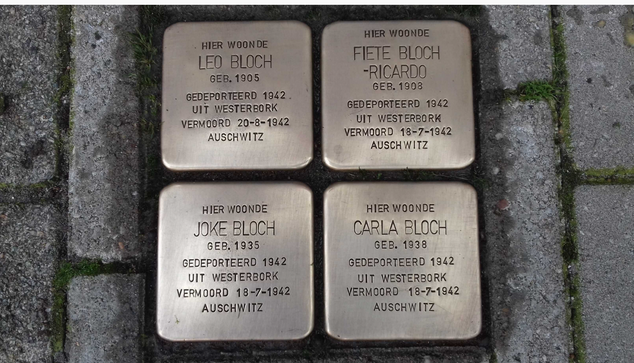 HIER WOONDE
LEO BLOCH
GEB. 1905
GEDEPORTEERD 1942
UIT WESTERBORK
VERMOORD 20-8-1942
AUSCHWITZ
HIER WOONDE
FIETE BLOCH
-RICARDO
GEB. 1908
GEDEPORTEERD 1942
UIT WESTERBORK
VERMOORD 18-7-1942
AUSCHWITZ
HIER WOONDE
JOKE BLOCH
GEB. 1935
GEDEPORTEERD 1942
UIT WESTERBORK
VERMOORD 18-7-1942
AUSCHWITZ
HIER WOONDE
CARLA BLOCH
GEB. 1938
GEDEPORTEERD 1942
UIT WESTERBORK
VERMOORD 18-7-1942
AUSCHWITZ